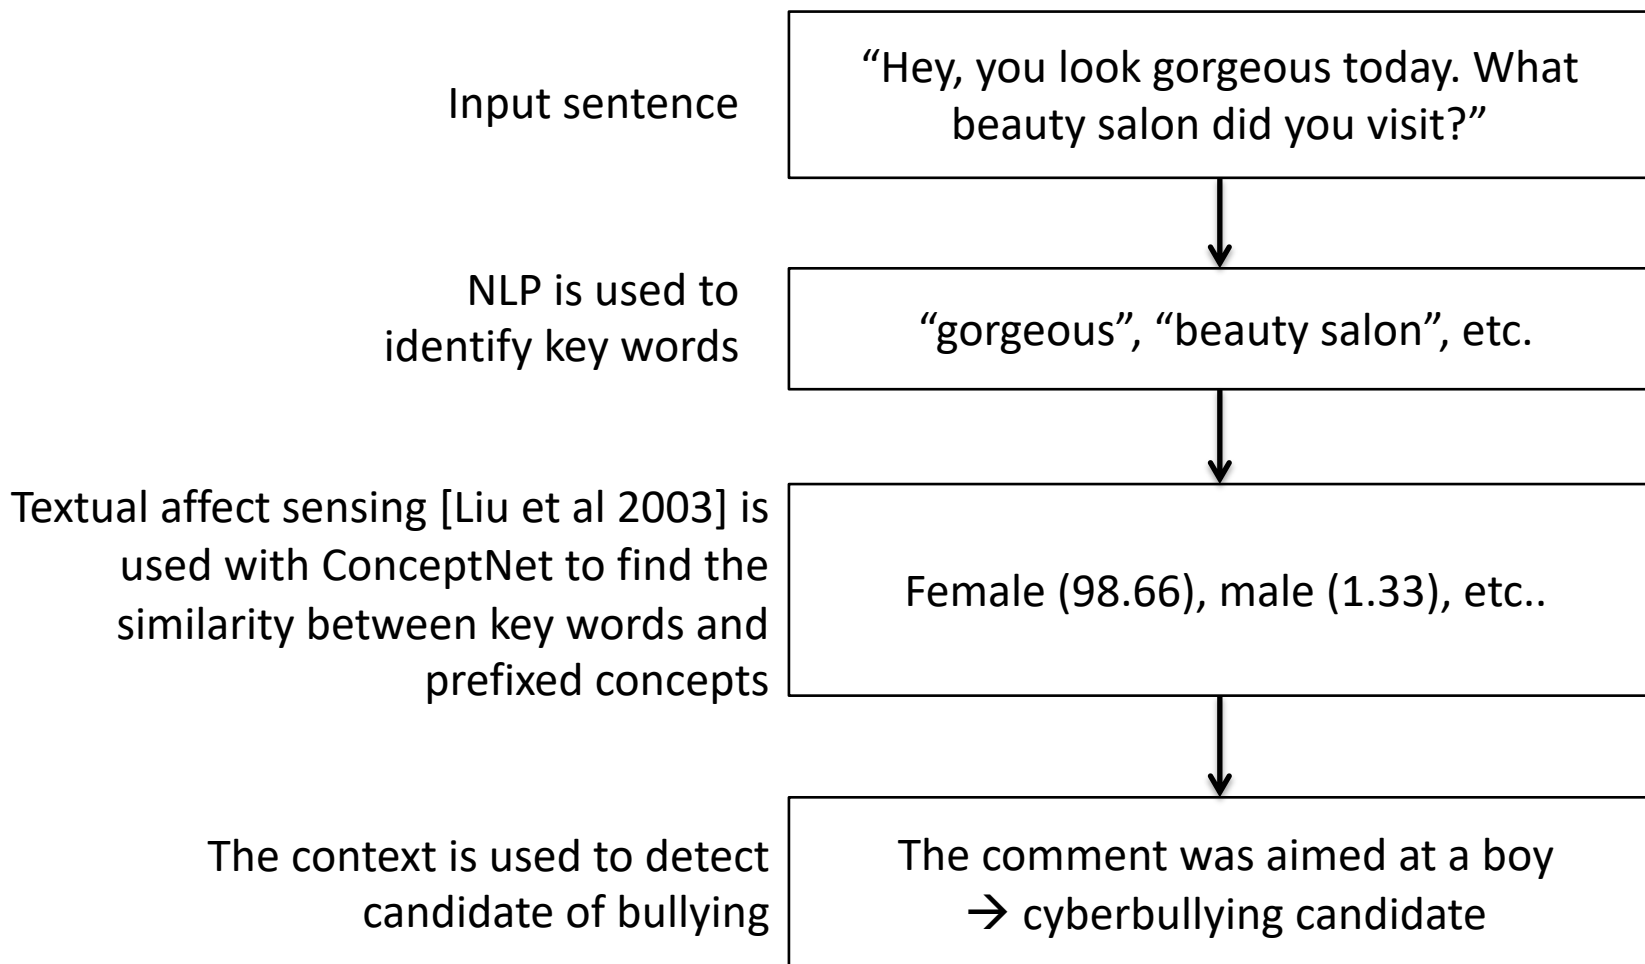 Input sentence
“Hey, you look gorgeous today. What
beauty salon did you visit?”
NLP is used to
identify key words
“gorgeous”, “beauty salon”, etc.
Textual affect sensing [Liu et al 2003] is
used with ConceptNet to find the
similarity between key words and
prefixed concepts
Female (98.66), male (1.33), etc..
The context is used to detect
candidate of bullying
The comment was aimed at a boy
→ cyberbullying candidate